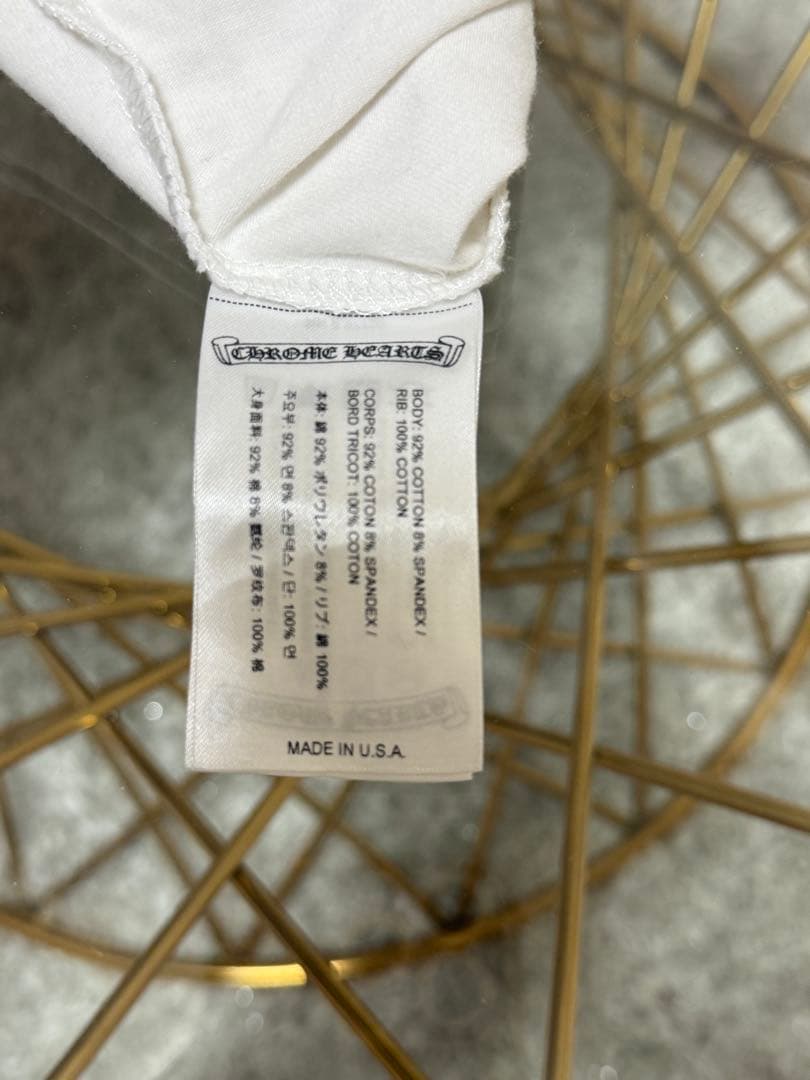 CHROME HEARTS
BODY: 92% COTTON 8% SPANDEX /
RIB: 100% COTTON
CORPS: 92% COTON 8% SPANDEX /
BORD TRICOT: 100% COTON
本体: 綿 92% ポリウレタン 8% / リブ: 綿 100%
주요부: 92% 면 8% 스판덱스 / 단: 100% 면
大身面料: 92% 棉 8% 氨纶 / 罗纹布: 100% 棉
MADE IN U.S.A.